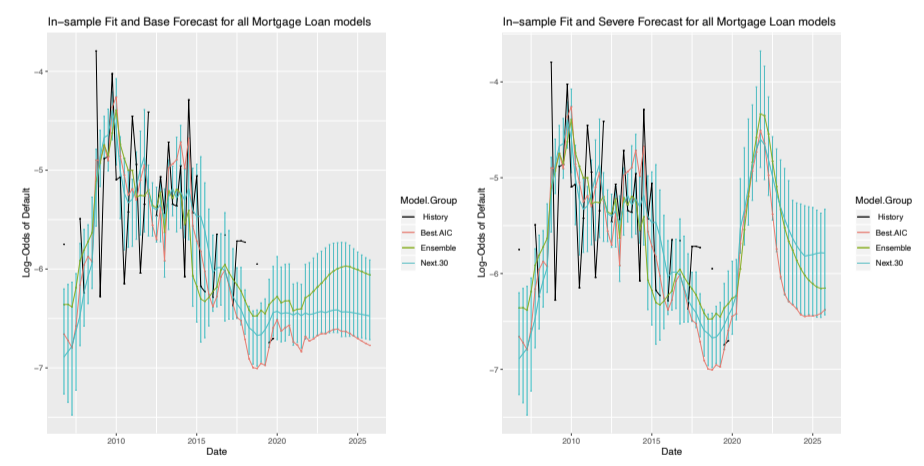 In-sample Fit and Base Forecast for all Mortgage Loan models
Log-Odds of Default
-4
-5
-6
-7
2010
2015
2020
2025
Date
Model.Group
History
Best.AIC
Ensemble
Next.30
In-sample Fit and Severe Forecast for all Mortgage Loan models
Log-Odds of Default
-4
-5
-6
-7
2010
2015
2020
2025
Date
Model.Group
History
Best.AIC
Ensemble
Next.30